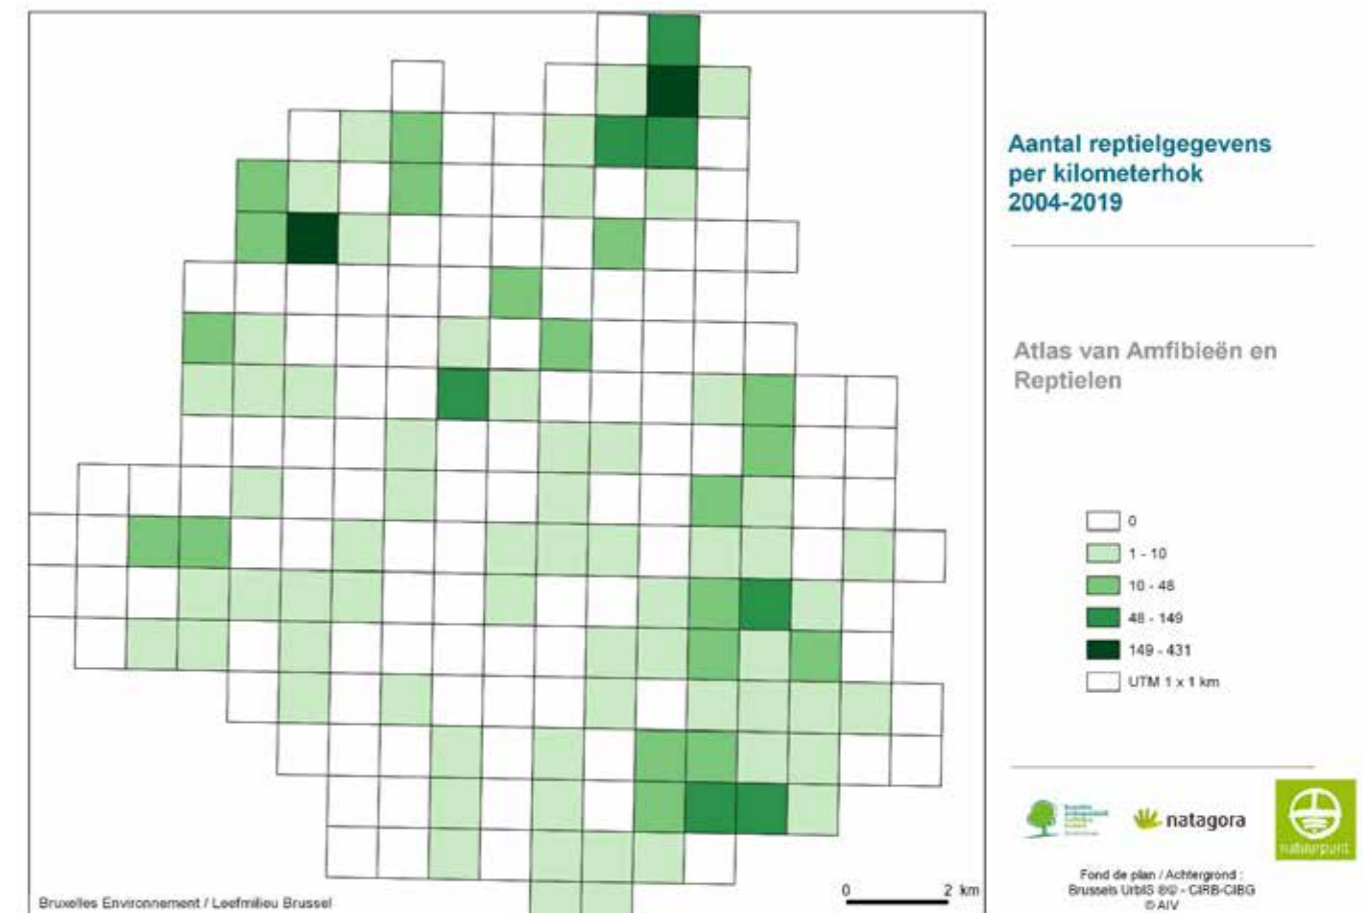 Aantal reptielgegevens
per kilometerhok
2004-2019
Atlas van Amfibieën en
Reptielen
0
1 - 10
10 - 48
48 - 149
149 - 431
UTM 1 x 1 km
natagora
natuurpunt
Fond de plan / Achtergrond :
Brussels UrbIS ®© - CIRB-CIBG
© AIV
0 2 km
Bruxelles Environnement / Leefmilieu Brussel